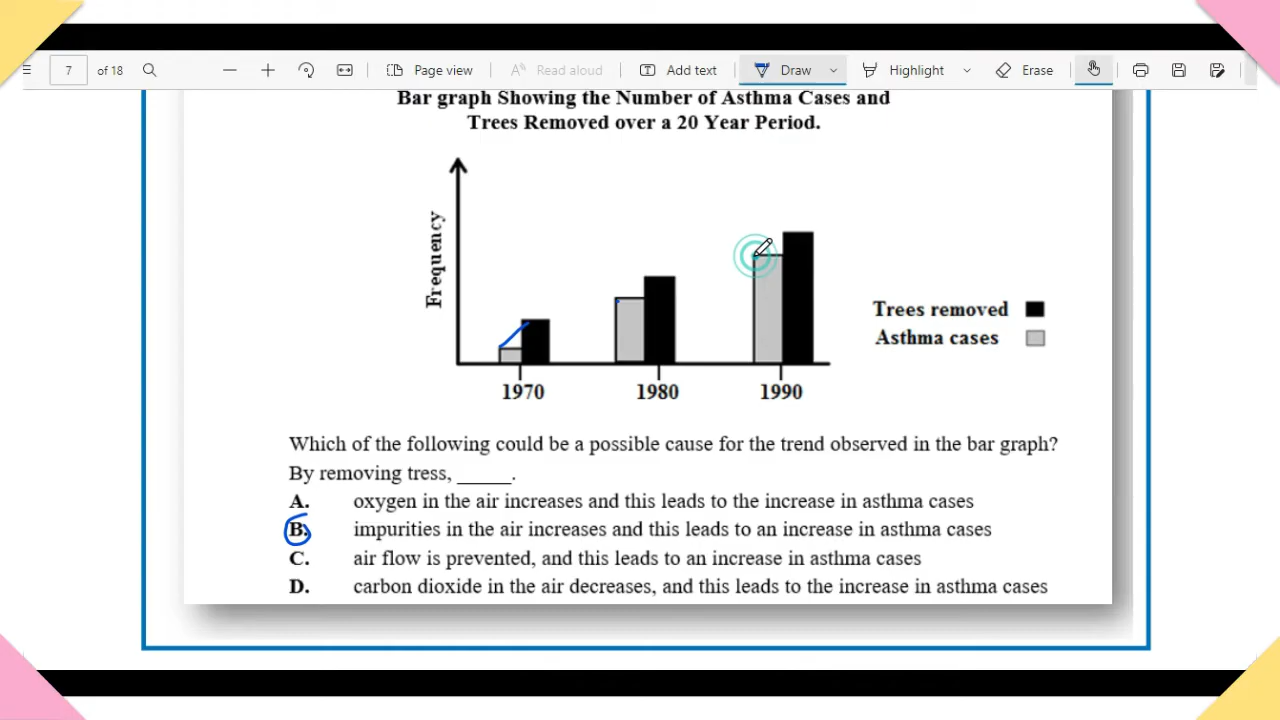 7 of 18 Page view Read aloud Add text Draw Highlight Erase
Bar graph Showing the Number of Asthma Cases and
Trees Removed over a 20 Year Period.
Frequency
Trees removed
Asthma cases
1970 1980 1990
Which of the following could be a possible cause for the trend observed in the bar graph?
By removing tress, _____.
A. oxygen in the air increases and this leads to the increase in asthma cases
B. impurities in the air increases and this leads to an increase in asthma cases
C. air flow is prevented, and this leads to an increase in asthma cases
D. carbon dioxide in the air decreases, and this leads to the increase in asthma cases